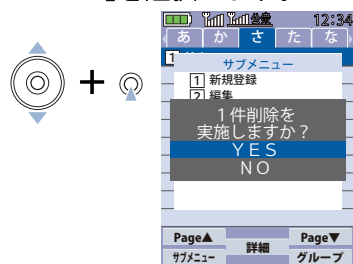 12:34
あ か さ た な
1
サブメニュー
1 新規登録
2 編集
1件削除を
実施しますか？
YES
NO
Page▲ 詳細 Page▼
ｻﾌﾞﾒﾆｭｰ グループ